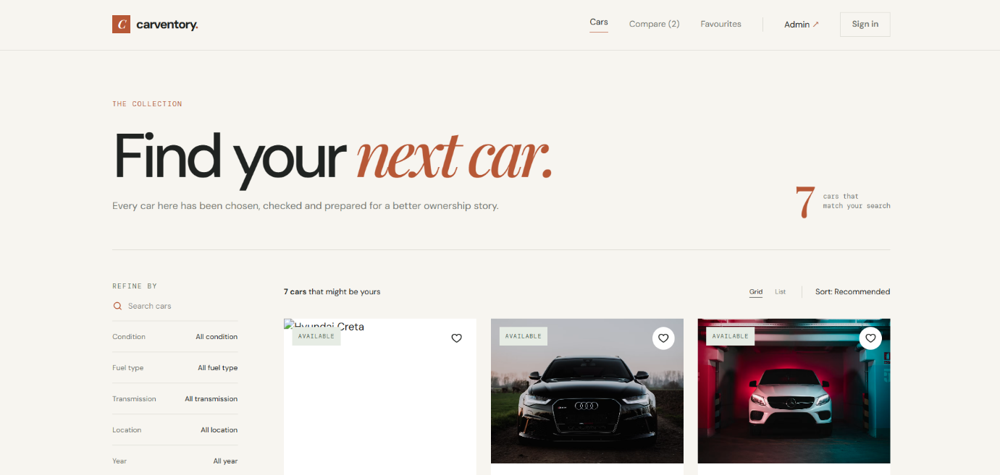 C carventory.
Cars Compare (2) Favourites Admin ↗ Sign in
THE COLLECTION
Find your next car.
Every car here has been chosen, checked and prepared for a better ownership story.
7 cars that
match your search
REFINE BY
Search cars
Condition All condition
Fuel type All fuel type
Transmission All transmission
Location All location
Year All year
7 cars that might be yours
Grid List Sort: Recommended
Hyundai Creta
AVAILABLE
AVAILABLE
AVAILABLE